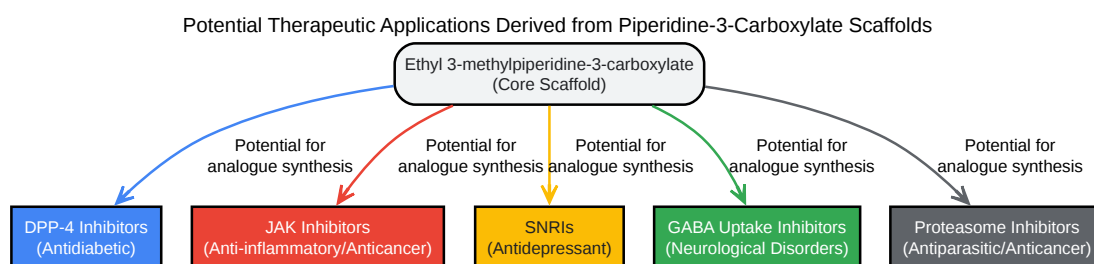 Potential Therapeutic Applications Derived from Piperidine-3-Carboxylate Scaffolds
Ethyl 3-methylpiperidine-3-carboxylate
(Core Scaffold)
Potential for
analogue synthesis
Potential for
analogue synthesis
Potential for
analogue synthesis
Potential for
analogue synthesis
Potential for
analogue synthesis
DPP-4 Inhibitors
(Antidiabetic)
JAK Inhibitors
(Anti-inflammatory/Anticancer)
SNRIs
(Antidepressant)
GABA Uptake Inhibitors
(Neurological Disorders)
Proteasome Inhibitors
(Antiparasitic/Anticancer)